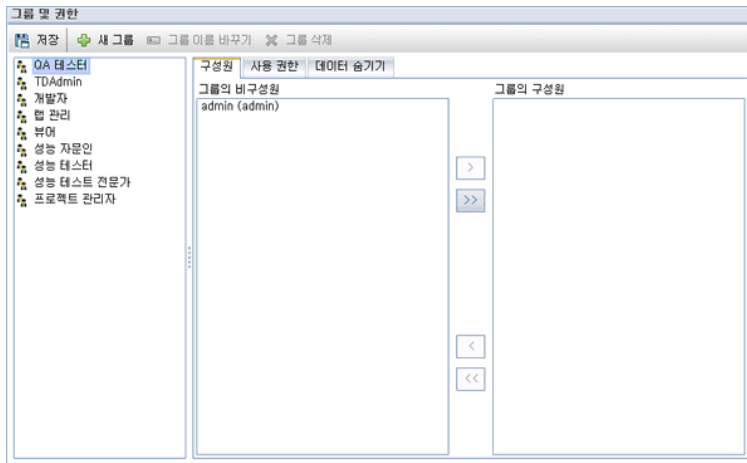 그룹 및 권한
저장 새 그룹 그룹 이름 바꾸기 그룹 삭제
QA 테스터
TDAdmin
개발자
랩 관리
뷰어
성능 자문인
성능 테스터
성능 테스트 전문가
프로젝트 관리자
구성원 사용 권한 데이터 숨기기
그룹의 비구성원
admin (admin)
그룹의 구성원
>
>>
<
<<